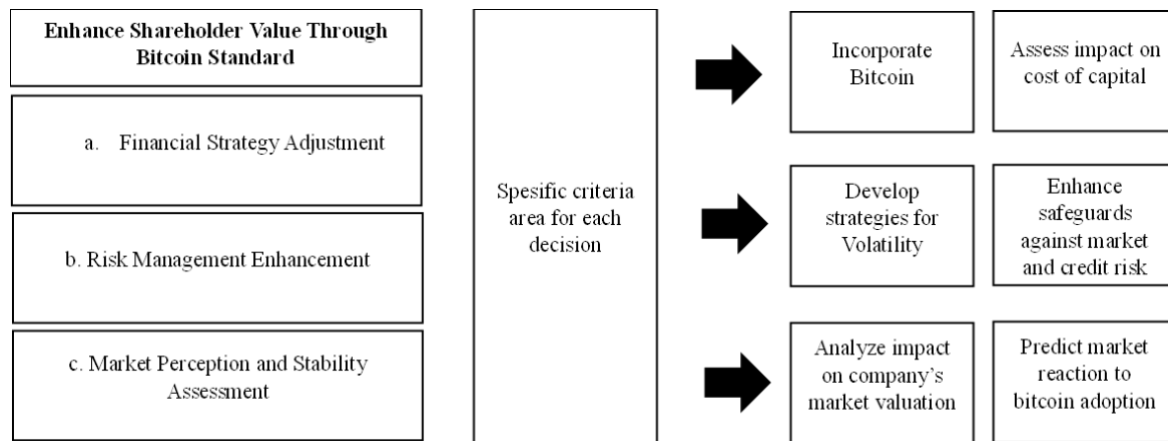 Enhance Shareholder Value Through
Bitcoin Standard
a. Financial Strategy Adjustment
b. Risk Management Enhancement
c. Market Perception and Stability
Assessment
Spesific criteria
area for each
decision
Incorporate
Bitcoin
Assess impact on
cost of capital
Develop
strategies for
Volatility
Enhance
safeguards
against market
and credit risk
Analyze impact
on company's
market valuation
Predict market
reaction to
bitcoin adoption